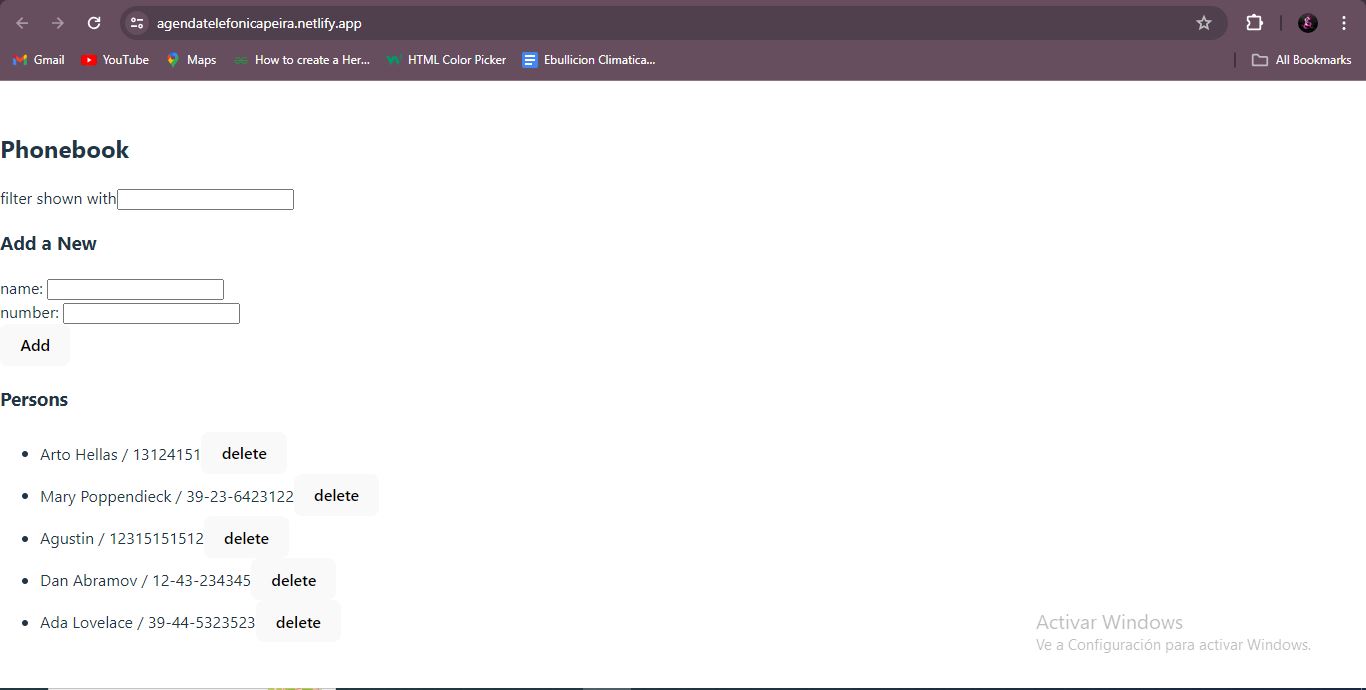 agendatelefonicapeira.netlify.app
Gmail YouTube Maps How to create a Her... HTML Color Picker Ebullicion Climatica... All Bookmarks
Phonebook
filter shown with
Add a New
name:
number:
Add
Persons
Arto Hellas / 13124151 delete
Mary Poppendieck / 39-23-6423122 delete
Agustin / 12315151512 delete
Dan Abramov / 12-43-234345 delete
Ada Lovelace / 39-44-5323523 delete
Activar Windows
Ve a Configuración para activar Windows.